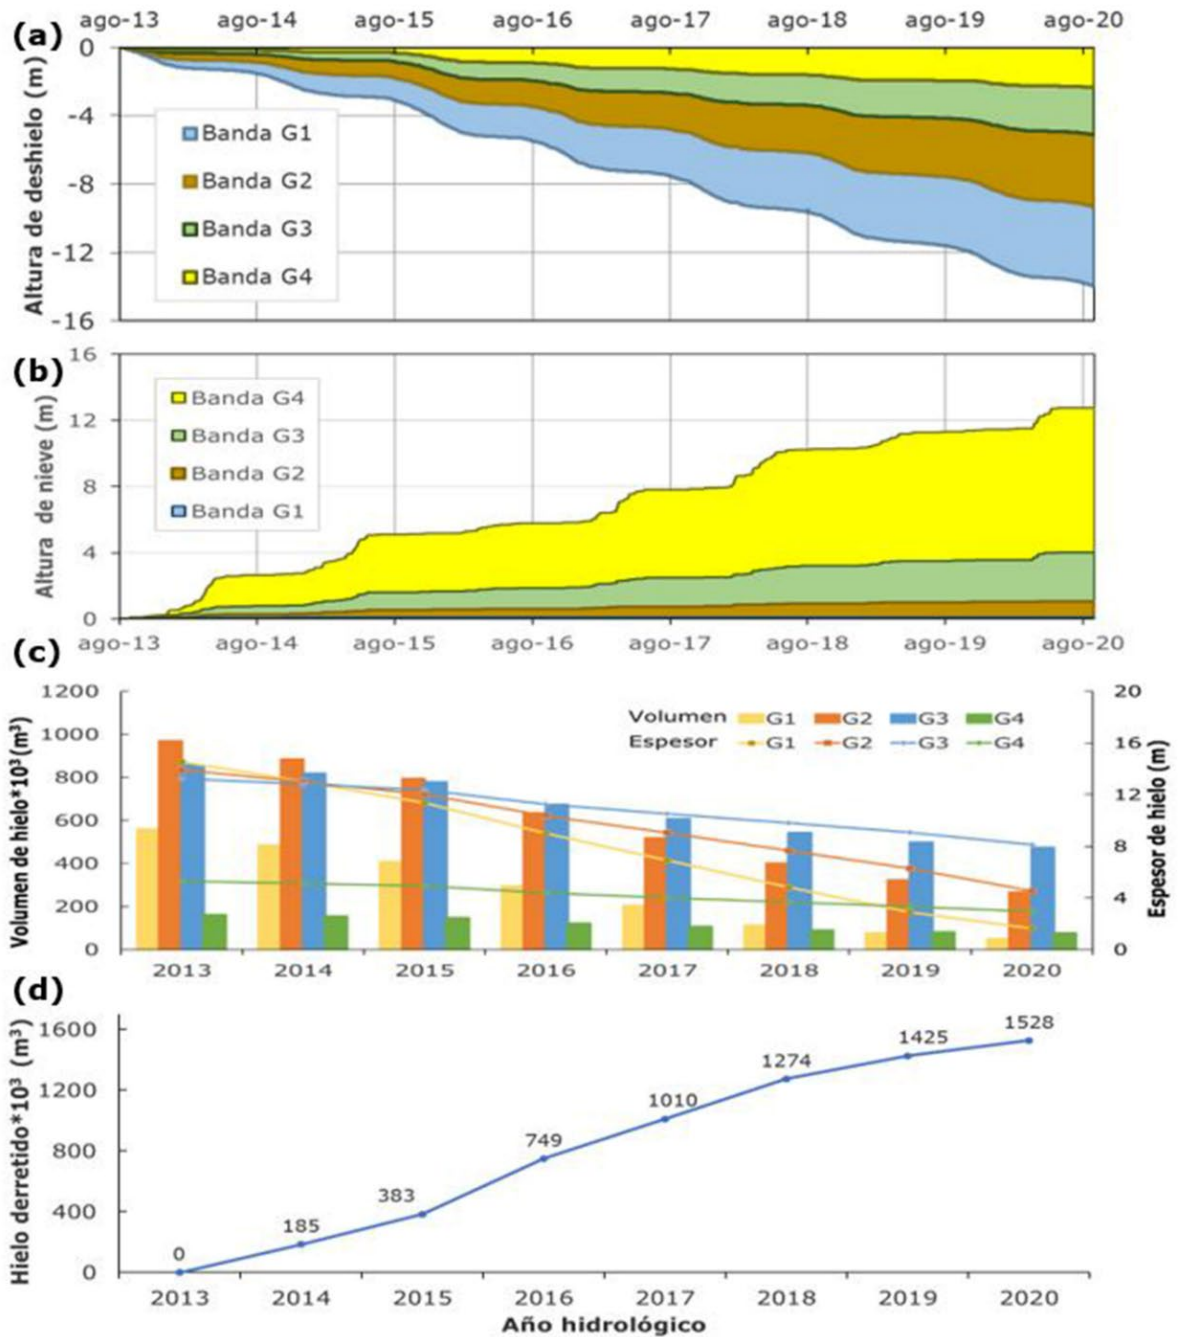 (a)
ago-13 ago-14 ago-15 ago-16 ago-17 ago-18 ago-19 ago-20
Altura de deshielo (m)
0
-4
-8
-12
-16
Banda G1
Banda G2
Banda G3
Banda G4
(b)
Altura de nieve (m)
16
12
8
4
0
Banda G4
Banda G3
Banda G2
Banda G1
ago-13 ago-14 ago-15 ago-16 ago-17 ago-18 ago-19 ago-20
(c)
Volumen de hielo*10³(m³)
1200
1000
800
600
400
200
0
Volumen G1 G2 G3 G4
Espesor G1 G2 G3 G4
20
16
12
8
4
0
Espesor de hielo (m)
2013 2014 2015 2016 2017 2018 2019 2020
(d)
Hielo derretido*10³ (m³)
1600
1200
800
400
0
0
185
383
749
1010
1274
1425
1528
2013 2014 2015 2016 2017 2018 2019 2020
Año hidrológico